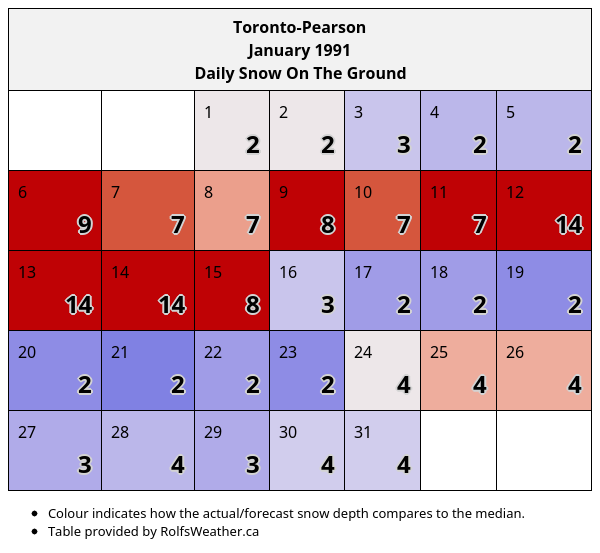 Toronto-Pearson
January 1991
Daily Snow On The Ground
1 2 3 4 5
2 2 3 2 2
6 7 8 9 10 11 12
9 7 7 8 7 7 14
13 14 15 16 17 18 19
14 14 8 3 2 2 2
20 21 22 23 24 25 26
2 2 2 2 4 4 4
27 28 29 30 31
3 4 3 4 4
• Colour indicates how the actual/forecast snow depth compares to the median.
• Table provided by RolfsWeather.ca